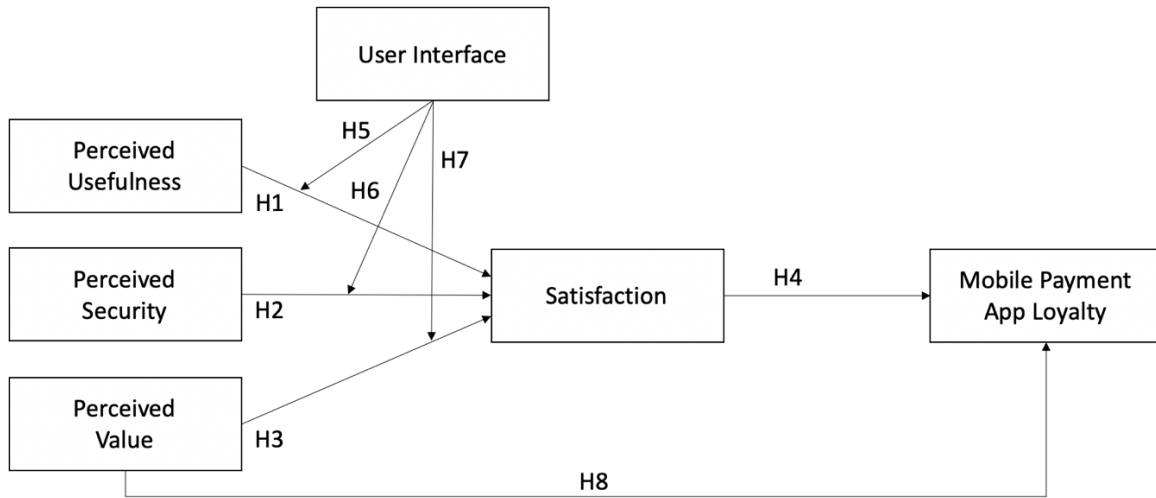 User Interface
Perceived
Usefulness
H5
H7
H6
H1
Perceived
Security
H2
Satisfaction
H4
Mobile Payment
App Loyalty
Perceived
Value
H3
H8